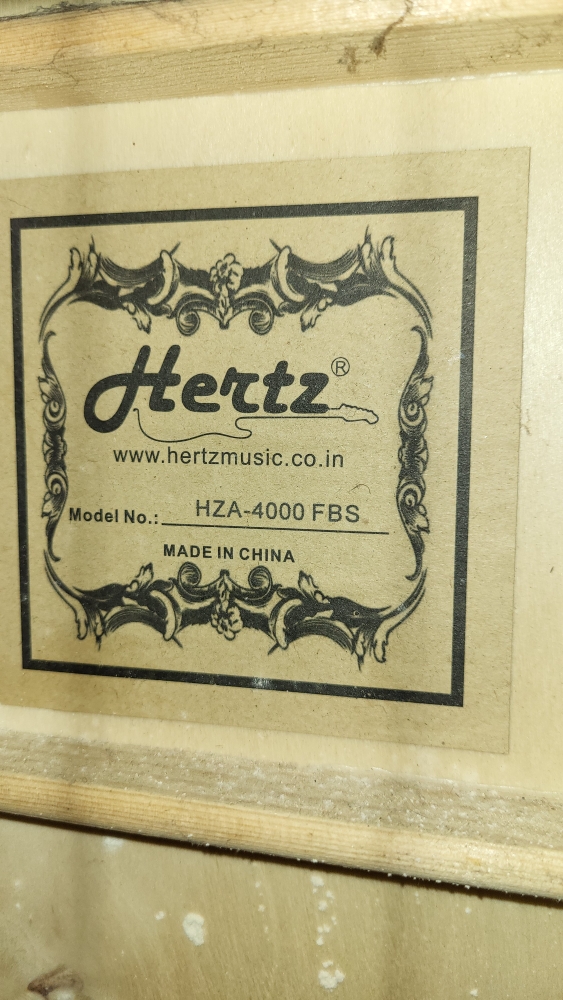 Hertz®
www.hertzmusic.co.in
Model No.: HZA-4000 FBS
MADE IN CHINA